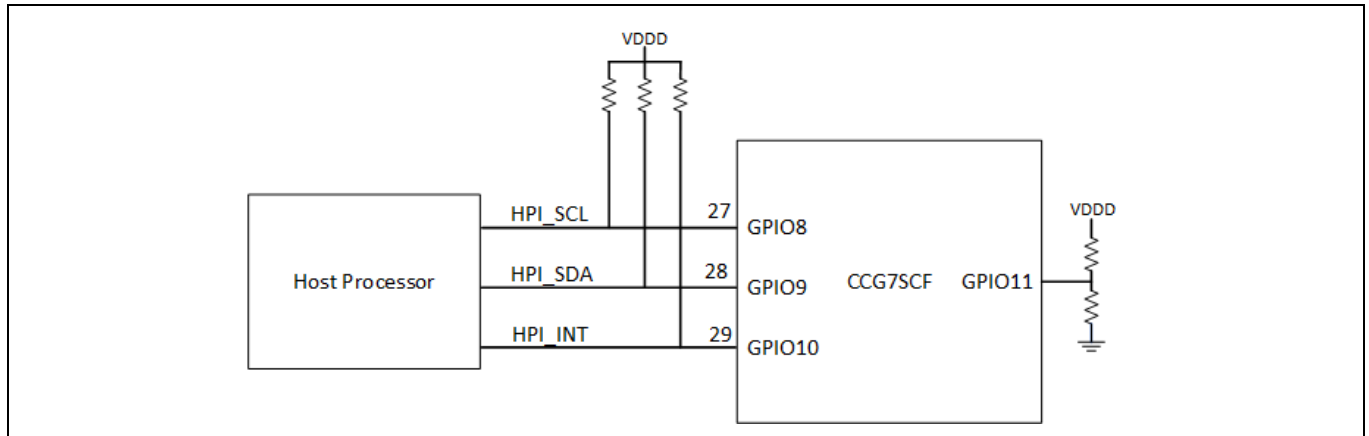 VDDD
HPI_SCL 27 GPIO8
VDDD
Host Processor HPI_SDA 28 GPIO9 CCG7SCF GPIO11
HPI_INT 29 GPIO10